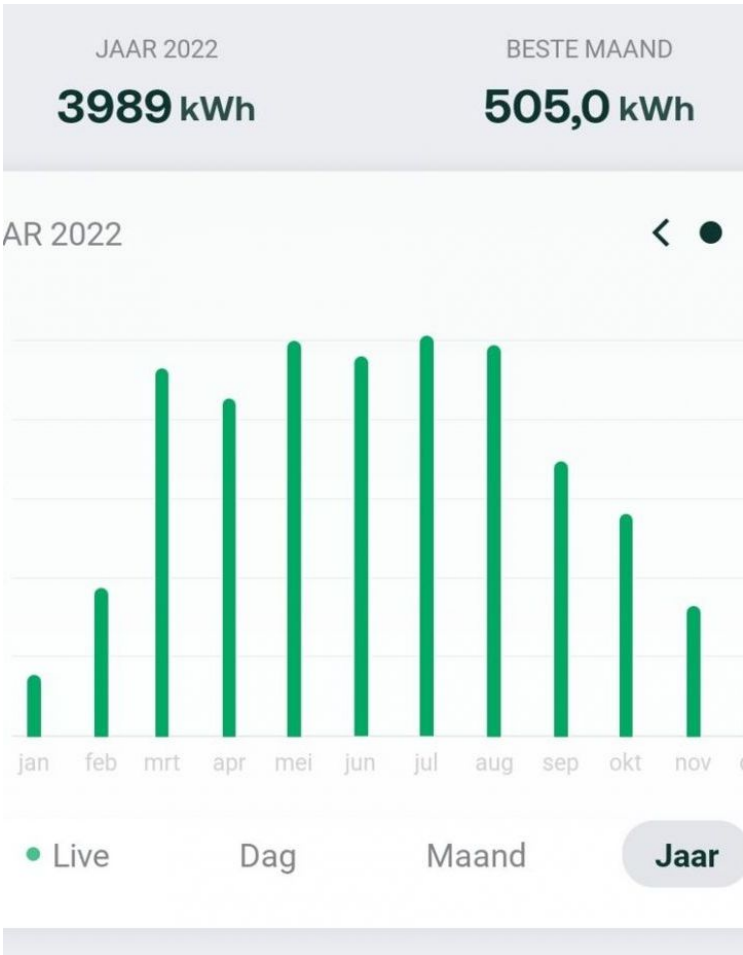 JAAR 2022
BESTE MAAND
3989 kWh
505,0 kWh
AR 2022
jan feb mrt apr mei jun jul aug sep okt nov
Live Dag Maand Jaar